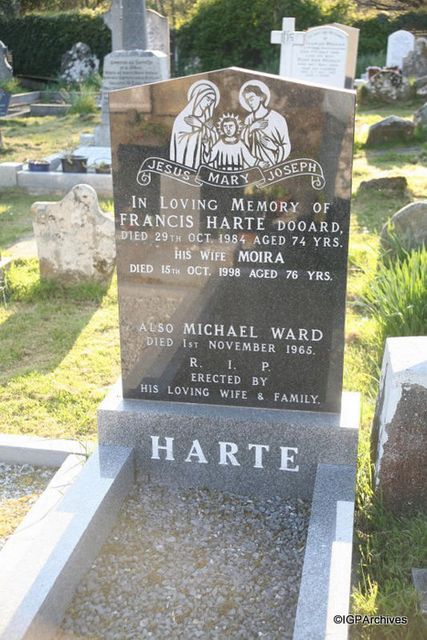 JESUS MARY JOSEPH
IN LOVING MEMORY OF
FRANCIS HARTE DOOARD,
DIED 29TH OCT. 1984 AGED 74 YRS.
HIS WIFE MOIRA
DIED 15TH OCT. 1998 AGED 76 YRS.
ALSO MICHAEL WARD
DIED 1ST NOVEMBER 1965.
R. I. P.
ERECTED BY
HIS LOVING WIFE & FAMILY.
HARTE
©IGPArchives